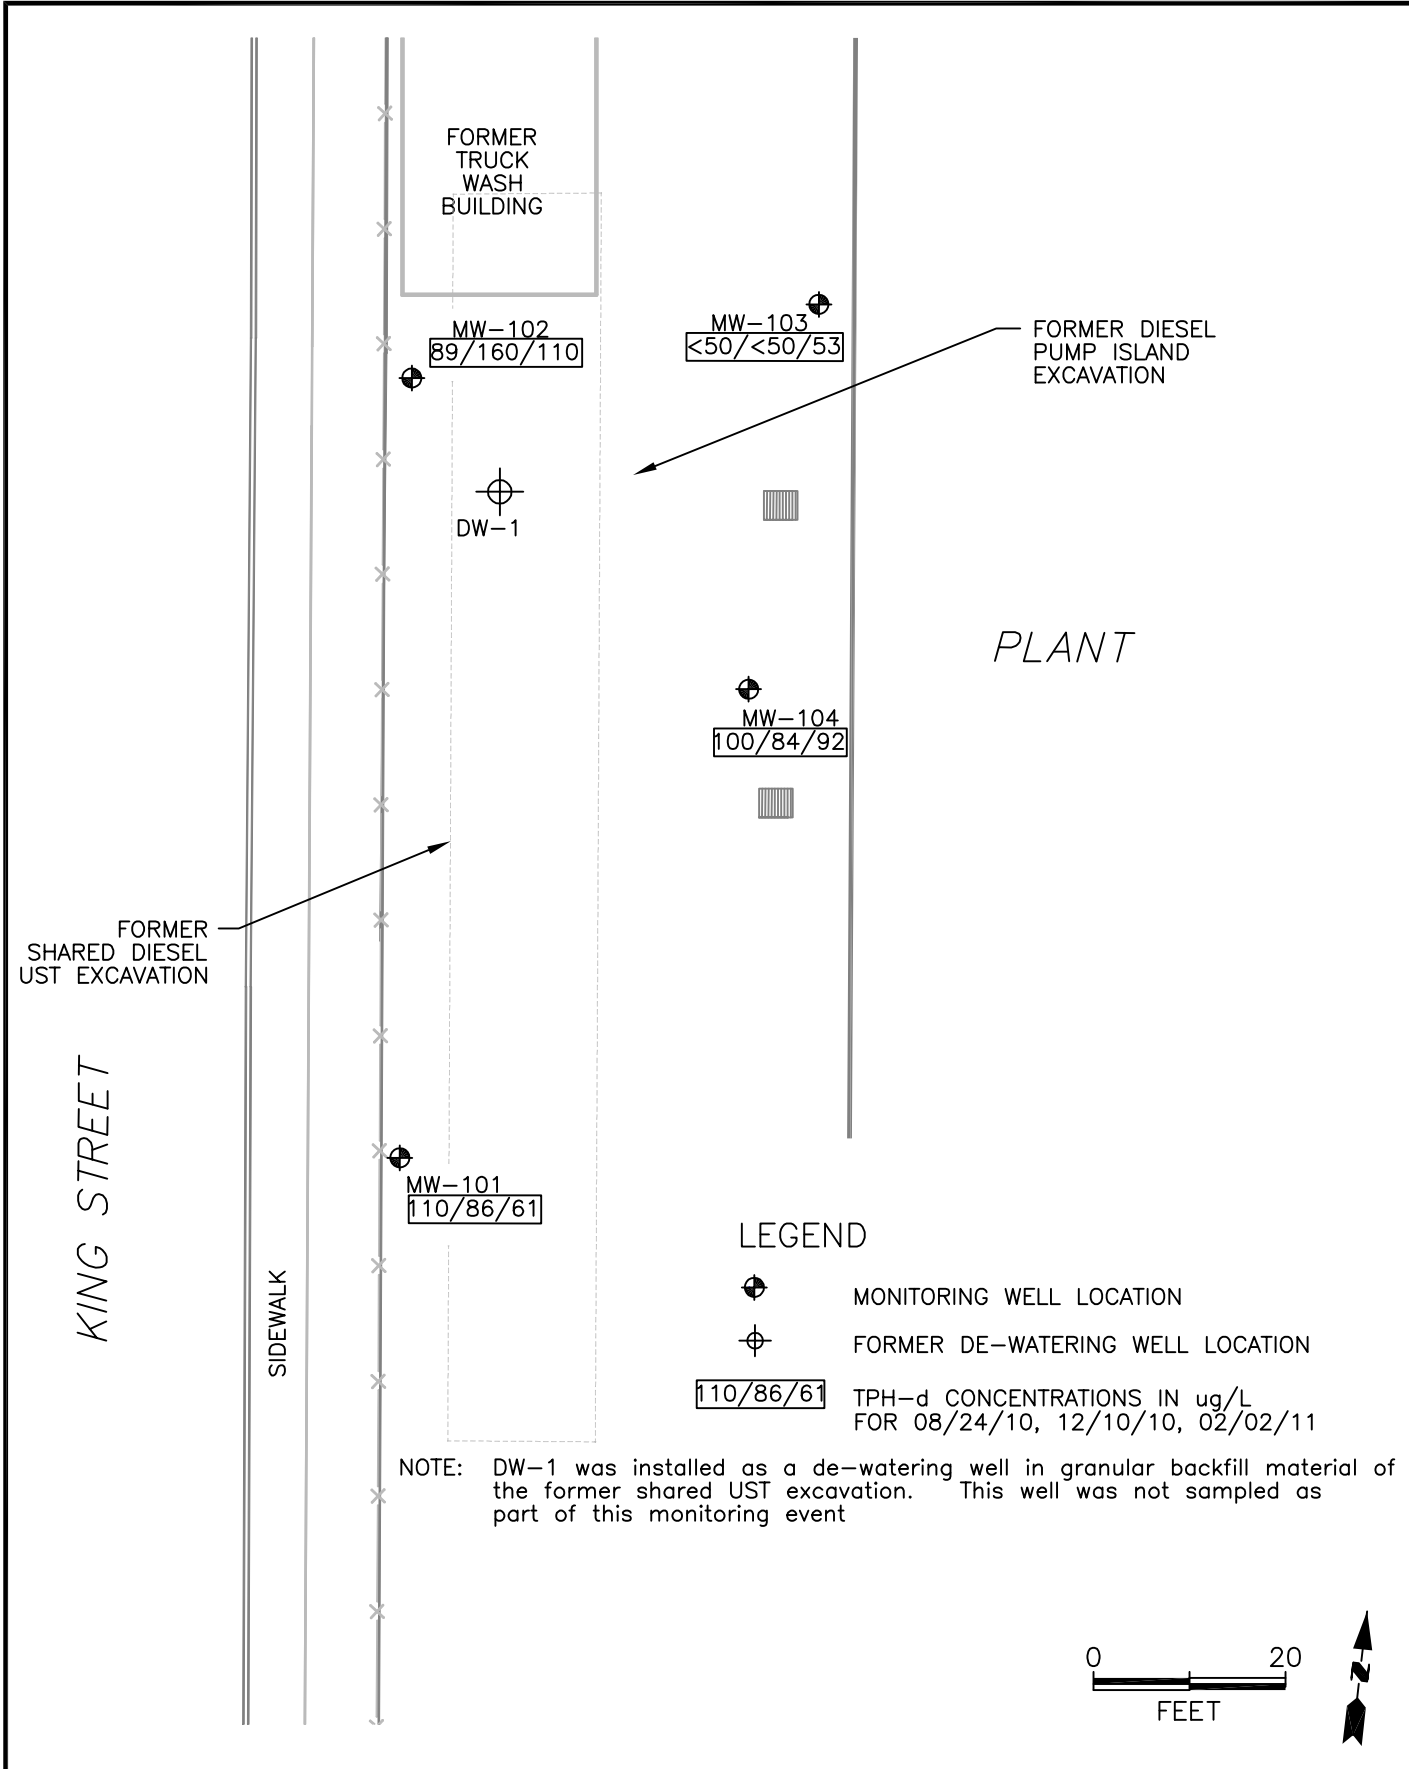 FORMER
TRUCK
WASH
BUILDING
MW-102
89/160/110
MW-103
<50/<50/53
FORMER DIESEL
PUMP ISLAND
EXCAVATION
DW-1
PLANT
MW-104
100/84/92
FORMER
SHARED DIESEL
UST EXCAVATION
KING STREET
SIDEWALK
MW-101
110/86/61
LEGEND
MONITORING WELL LOCATION
FORMER DE-WATERING WELL LOCATION
110/86/61 TPH-d CONCENTRATIONS IN ug/L
FOR 08/24/10, 12/10/10, 02/02/11
NOTE: DW-1 was installed as a de-watering well in granular backfill material of
the former shared UST excavation. This well was not sampled as
part of this monitoring event
0 20
FEET
N